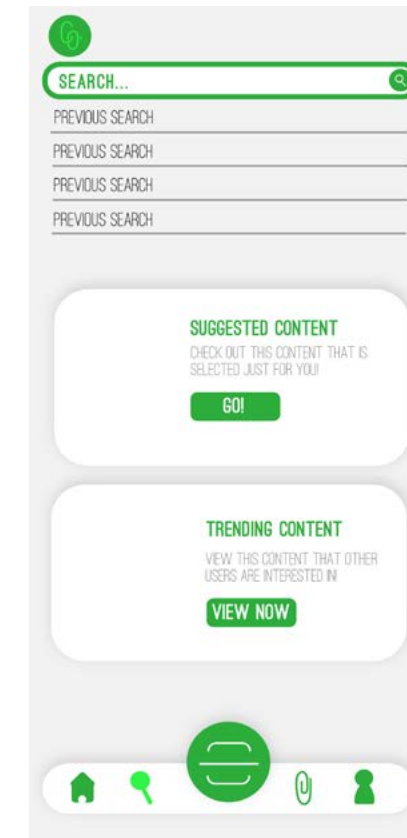 SEARCH...
PREVIOUS SEARCH
PREVIOUS SEARCH
PREVIOUS SEARCH
PREVIOUS SEARCH
SUGGESTED CONTENT
CHECK OUT THIS CONTENT THAT IS
SELECTED JUST FOR YOU!
GO!
TRENDING CONTENT
VIEW THIS CONTENT THAT OTHER
USERS ARE INTERESTED IN!
VIEW NOW